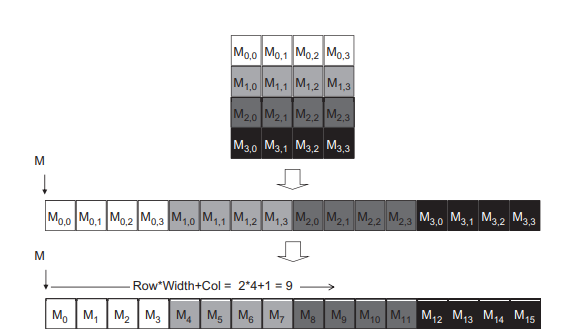 M0,0 M0,1 M0,2 M0,3
M1,0 M1,1 M1,2 M1,3
M2,0 M2,1 M2,2 M2,3
M3,0 M3,1 M3,2 M3,3
M
M0,0 M0,1 M0,2 M0,3 M1,0 M1,1 M1,2 M1,3 M2,0 M2,1 M2,2 M2,3 M3,0 M3,1 M3,2 M3,3
M
Row*Width+Col = 2*4+1 = 9
M0 M1 M2 M3 M4 M5 M6 M7 M8 M9 M10 M11 M12 M13 M14 M15